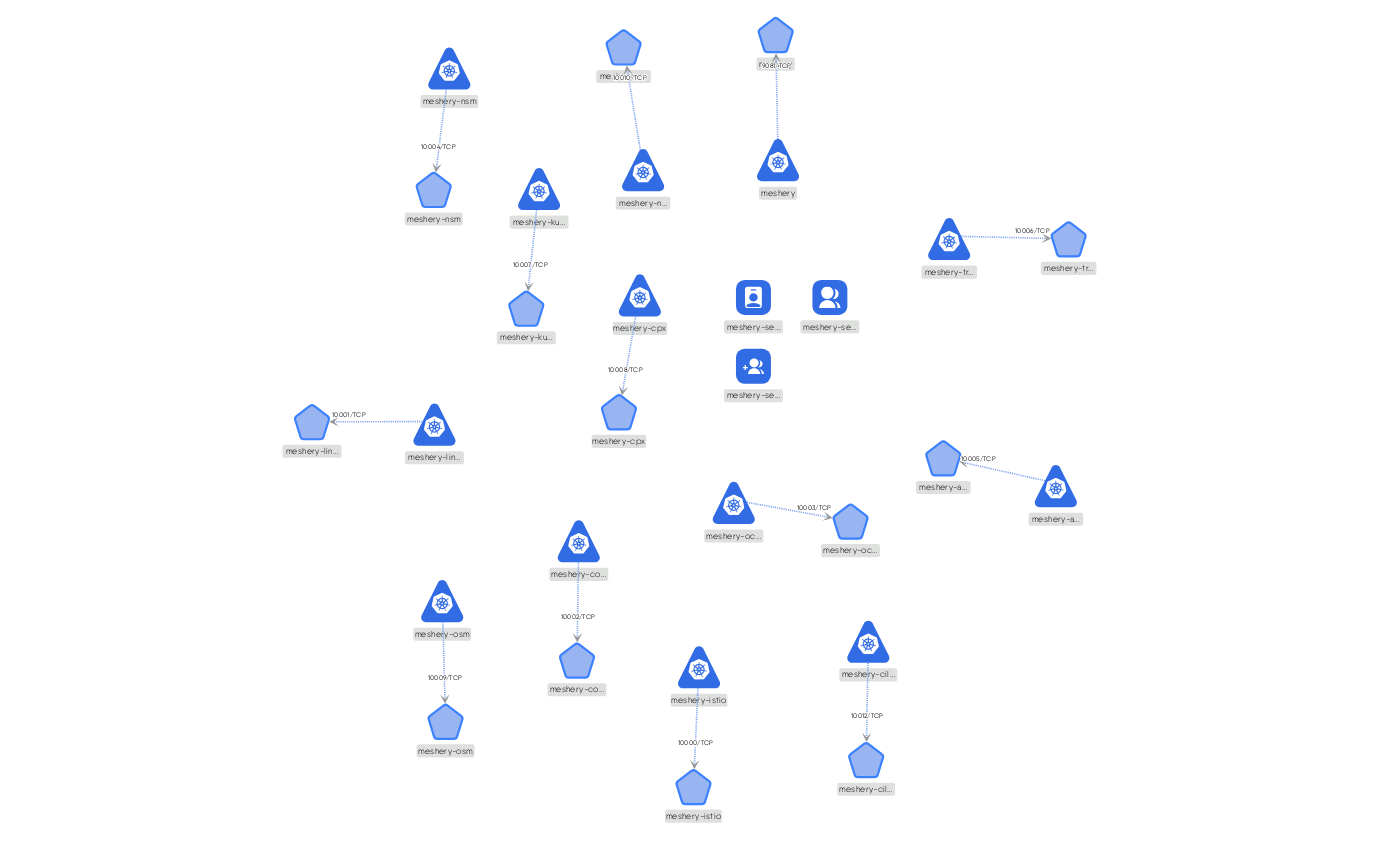 meshery-nsm
10004/TCP
meshery-nsm
10010/TCP
meshery-n...
meshery
meshery-ku...
10007/TCP
meshery-ku...
meshery-tr...
10006/TCP
meshery-tr...
meshery-cpx
10008/TCP
meshery-cpx
meshery-se...
meshery-se...
meshery-se...
10001/TCP
meshery-lin...
meshery-lin...
10005/TCP
meshery-a...
meshery-a...
10003/TCP
meshery-oc...
meshery-oc...
meshery-co...
10002/TCP
meshery-co...
meshery-osm
10009/TCP
meshery-osm
meshery-istio
10000/TCP
meshery-istio
meshery-cil...
10012/TCP
meshery-cil...